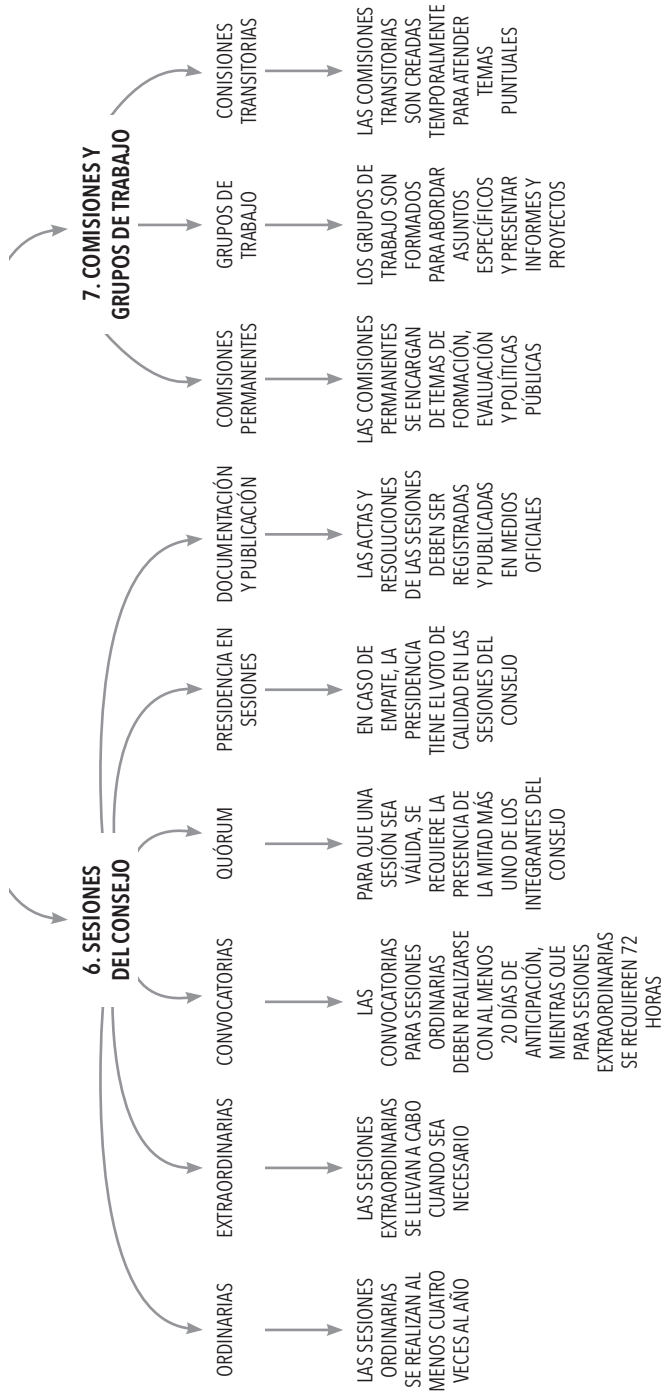 6. SESIONES
DEL CONSEJO
ORDINARIAS
LAS SESIONES
ORDINARIAS
SE REALIZAN AL
MENOS CUATRO
VECES AL AÑO
EXTRAORDINARIAS
LAS SESIONES
EXTRAORDINARIAS
SE LLEVAN A CABO
CUANDO SEA
NECESARIO
CONVOCATORIAS
LAS
CONVOCATORIAS
PARA SESIONES
ORDINARIAS
DEBEN REALIZARSE
CON AL MENOS
20 DÍAS DE
ANTICIPACIÓN,
MIENTRAS QUE
PARA SESIONES
EXTRAORDINARIAS
SE REQUIEREN 72
HORAS
QUÓRUM
PARA QUE UNA
SESIÓN SEA
VÁLIDA, SE
REQUIERE LA
PRESENCIA DE
LA MITAD MÁS
UNO DE LOS
INTEGRANTES DEL
CONSEJO
PRESIDENCIA EN
SESIONES
EN CASO DE
EMPATE, LA
PRESIDENCIA
TIENE EL VOTO DE
CALIDAD EN LAS
SESIONES DEL
CONSEJO
DOCUMENTACIÓN
Y PUBLICACIÓN
LAS ACTAS Y
RESOLUCIONES
DE LAS SESIONES
DEBEN SER
REGISTRADAS
Y PUBLICADAS
EN MEDIOS
OFICIALES
7. COMISIONES Y
GRUPOS DE TRABAJO
COMISIONES
PERMANENTES
LAS COMISIONES
PERMANENTES
SE ENCARGAN
DE TEMAS DE
FORMACIÓN,
EVALUACIÓN
Y POLÍTICAS
PÚBLICAS
GRUPOS DE
TRABAJO
LOS GRUPOS DE
TRABAJO SON
FORMADOS
PARA ABORDAR
ASUNTOS
ESPECÍFICOS
Y PRESENTAR
INFORMES Y
PROYECTOS
CONISIONES
TRANSITORIAS
LAS COMISIONES
TRANSITORIAS
SON CREADAS
TEMPORALMENTE
PARA ATENDER
TEMAS
PUNTUALES